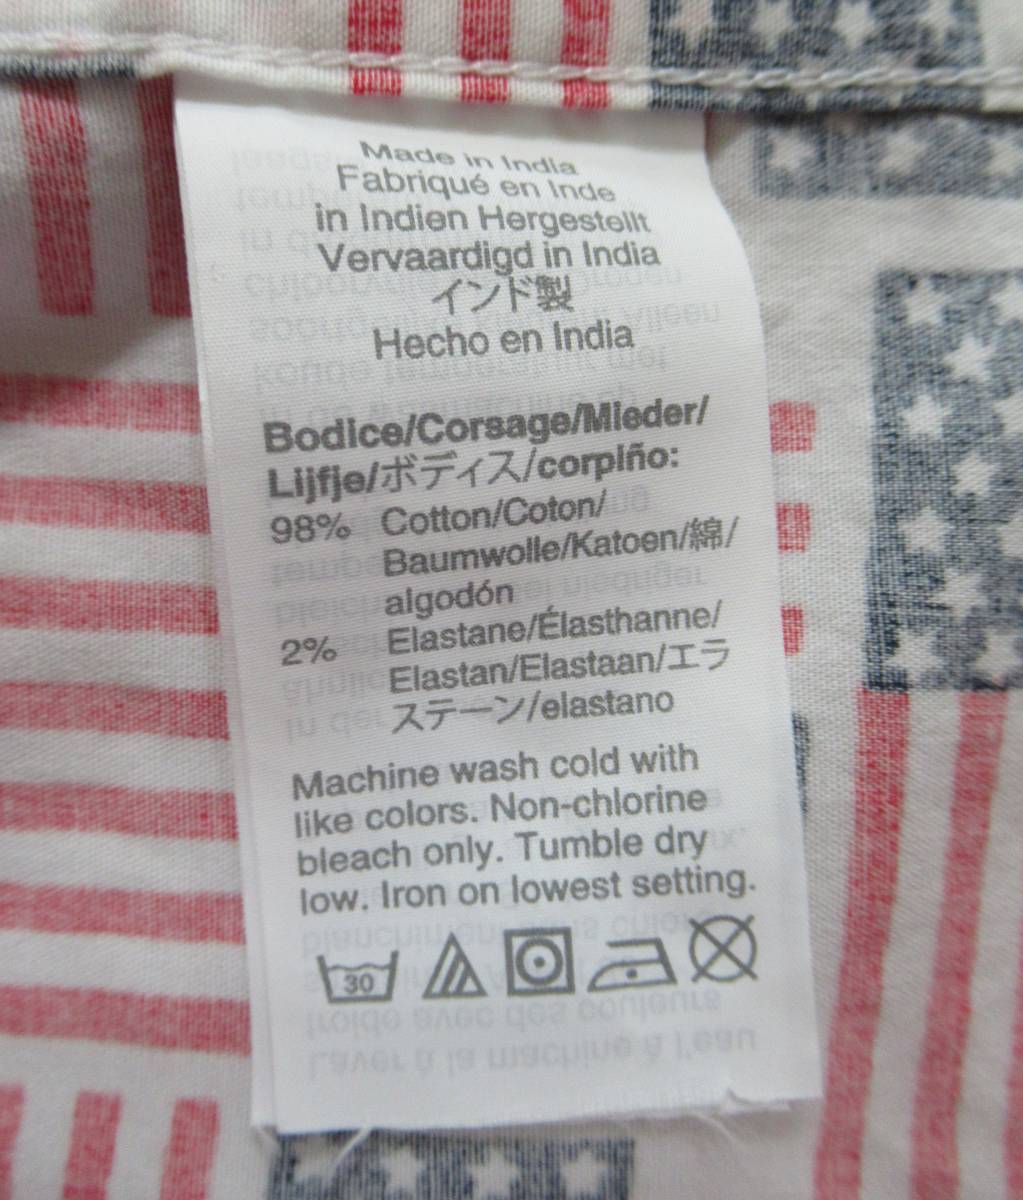 Made in India
Fabriqué en Inde
in Indien Hergestellt
Vervaardigd in India
インド製
Hecho en India
Bodice/Corsage/Mieder/
Lijfje/ボディス/corpiño:
98% Cotton/Coton/
Baumwolle/Katoen/綿/
algodón
2% Elastane/Élasthanne/
Elastan/Elastaan/エラ
ステーン/elastano
Machine wash cold with
like colors. Non-chlorine
bleach only. Tumble dry
low. Iron on lowest setting.
30